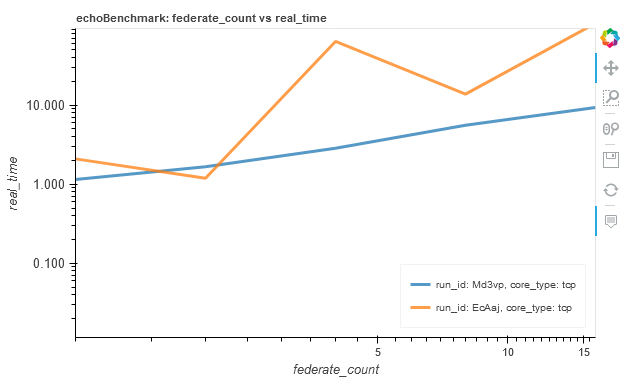 echoBenchmark: federate_count vs real_time
10.000
1.000
0.100
real_time
run_id: Md3vp, core_type: tcp
run_id: EcAaj, core_type: tcp
5
10
15
federate_count